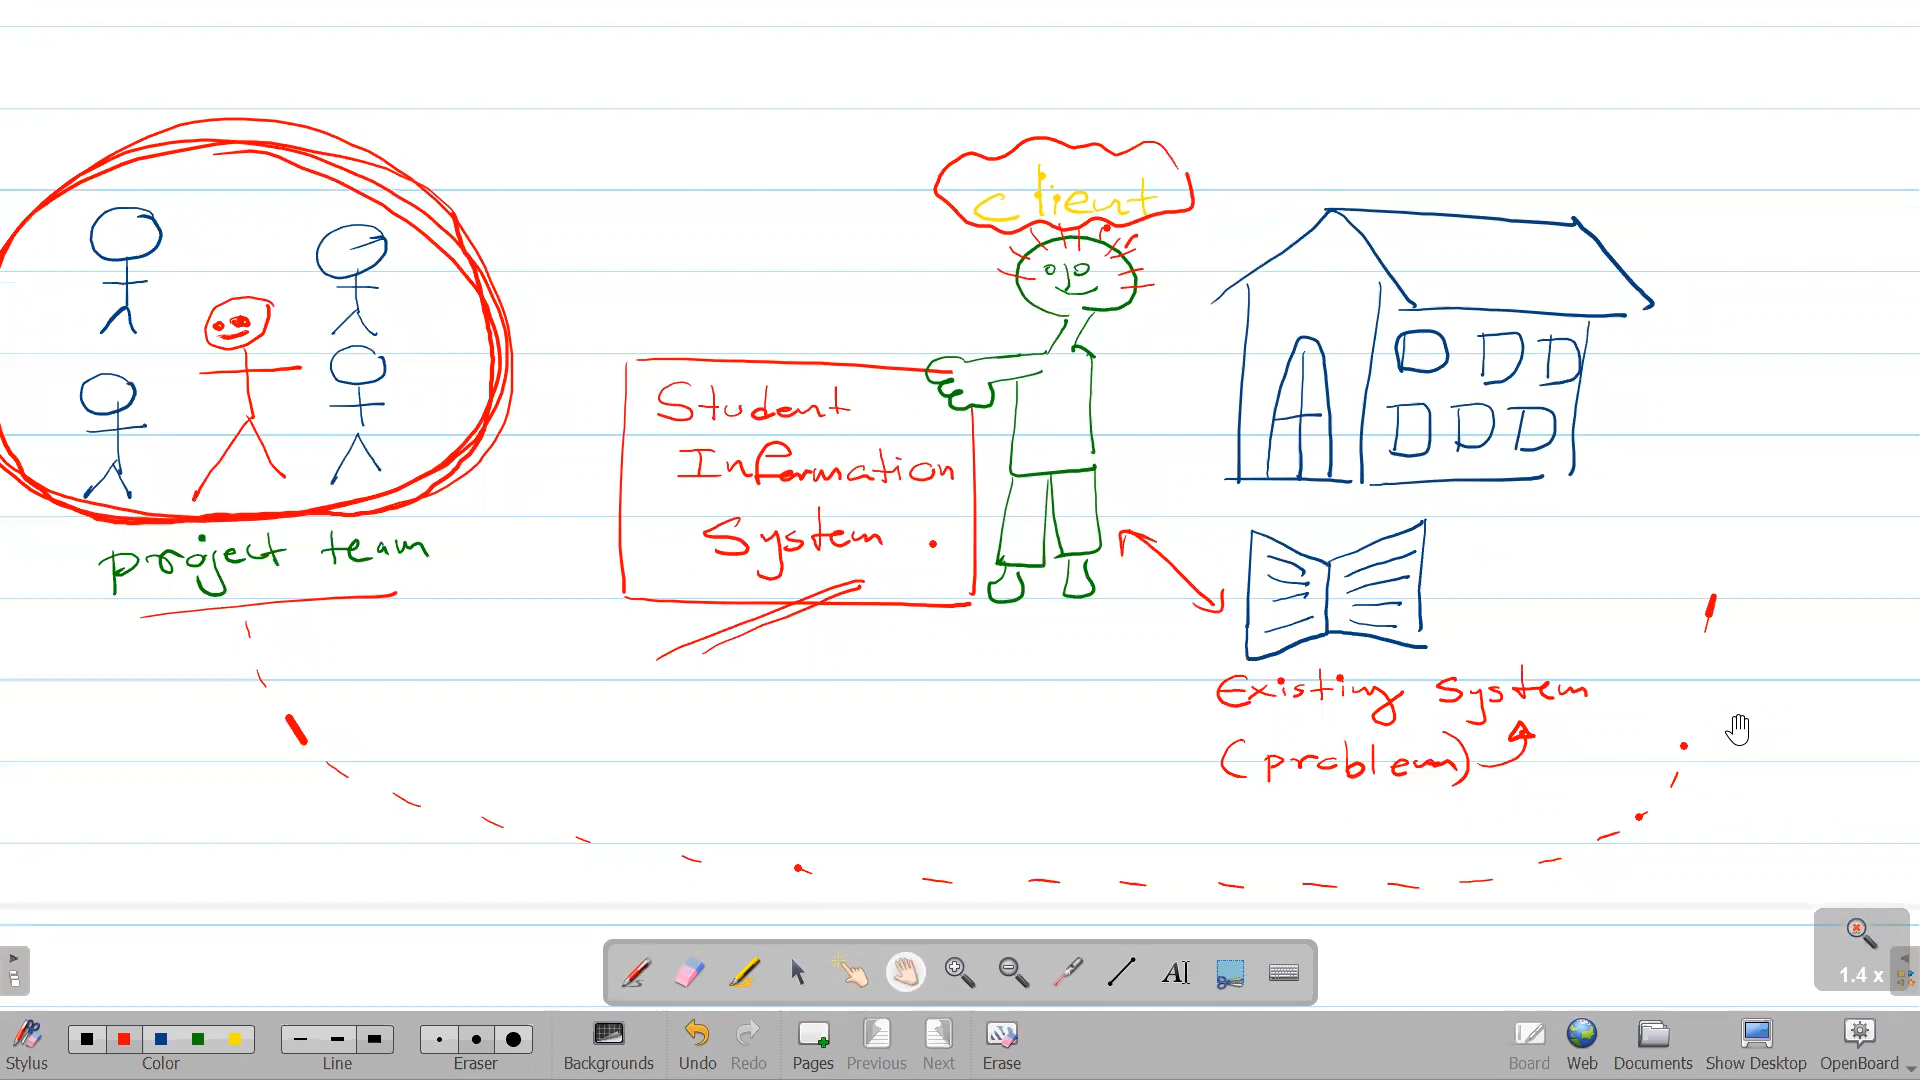 client
Student
Information
System .
project team
Existing System
(problem)
1.4 x
Stylus
Color
Line
Eraser
Backgrounds
Undo
Redo
Pages
Previous
Next
Erase
Board
Web
Documents
Show Desktop
OpenBoard